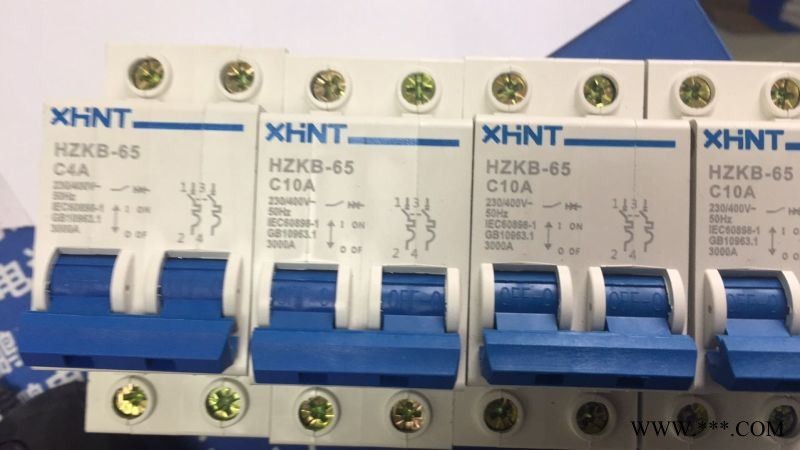 XHNT
HZKB-65
C4A
230/400V~
50Hz
IEC60898-1
GB10963.1
3000A
1 3
I ON
O OF
2 4
XHNT
HZKB-65
C10A
230/400V~
50Hz
IEC60898-1
GB10963.1
3000A
1 3
I ON
O OF
2 4
XHNT
HZKB-65
C10A
230/400V~
50Hz
IEC60898-1
GB10963.1
3000A
1 3
I ON
O OF
2 4
XHNT
HZKB-65
C10A
230/400V~
50Hz
IEC60898-1
GB10963.1
3000A
WWW.***.COM